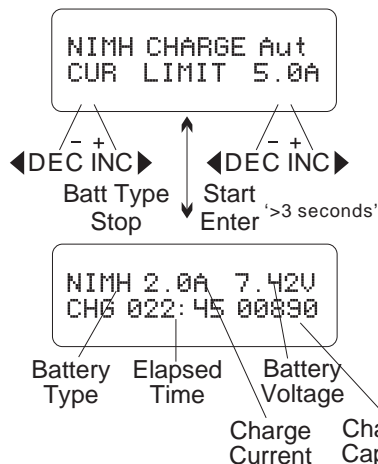 NIMH CHARGE Aut
CUR LIMIT 5.0A
- +
DEC INC
- +
DEC INC
Batt Type
Stop
Start
Enter
'>3 seconds'
NIMH 2.0A 7.42V
CHG 022:45 00890
Battery
Type
Elapsed
Time
Battery
Voltage
Charge
Current